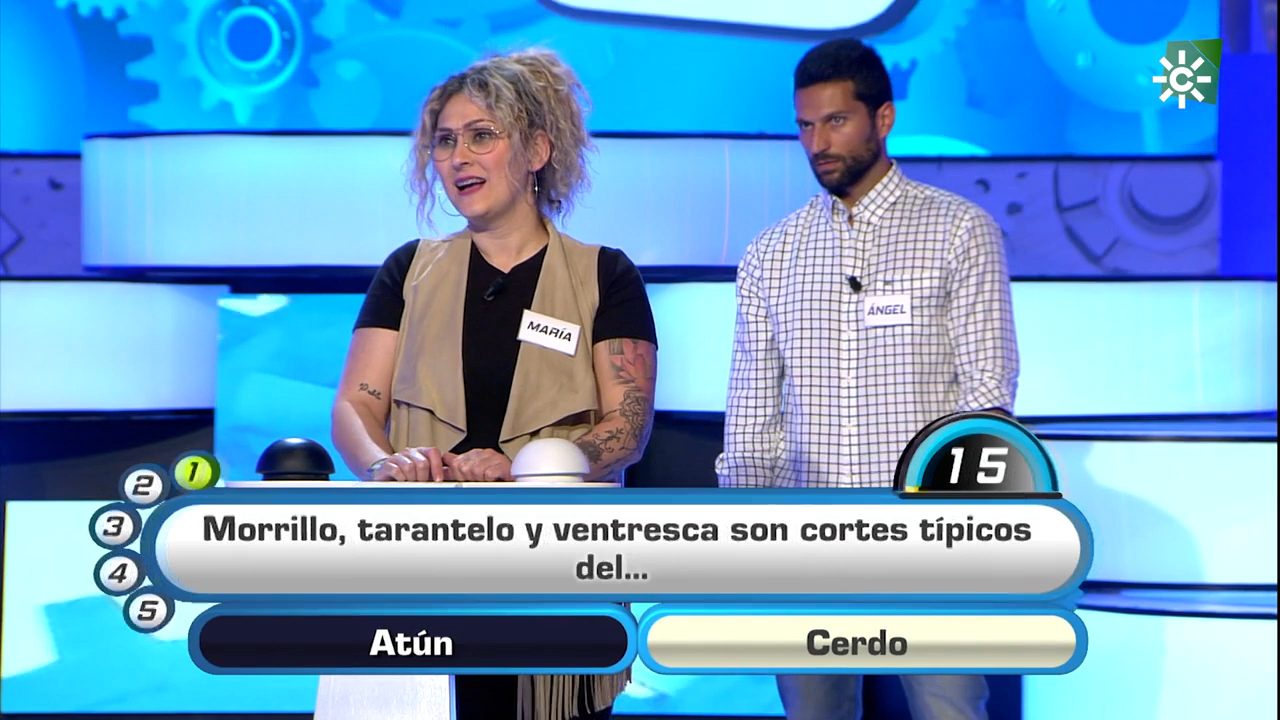 C
MARÍA
ÁNGEL
15
1
2
3
4
5
Morrillo, tarantelo y ventresca son cortes típicos
del...
Atún
Cerdo